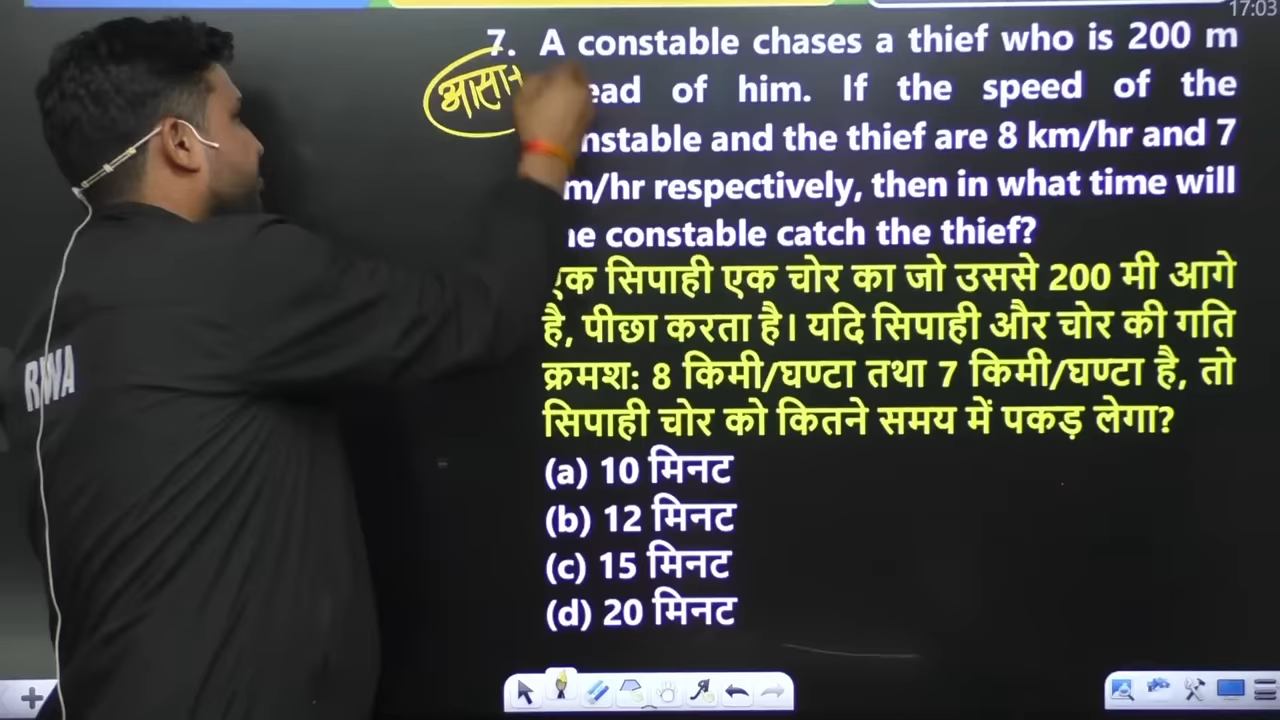 17:03
7. A constable chases a thief who is 200 m
ead of him. If the speed of the
nstable and the thief are 8 km/hr and 7
m/hr respectively, then in what time will
e constable catch the thief?
एक सिपाही एक चोर का जो उससे 200 मी आगे
है, पीछा करता है। यदि सिपाही और चोर की गति
क्रमश: 8 किमी/घण्टा तथा 7 किमी/घण्टा है, तो
सिपाही चोर को कितने समय में पकड़ लेगा?
(a) 10 मिनट
(b) 12 मिनट
(c) 15 मिनट
(d) 20 मिनट
RWA